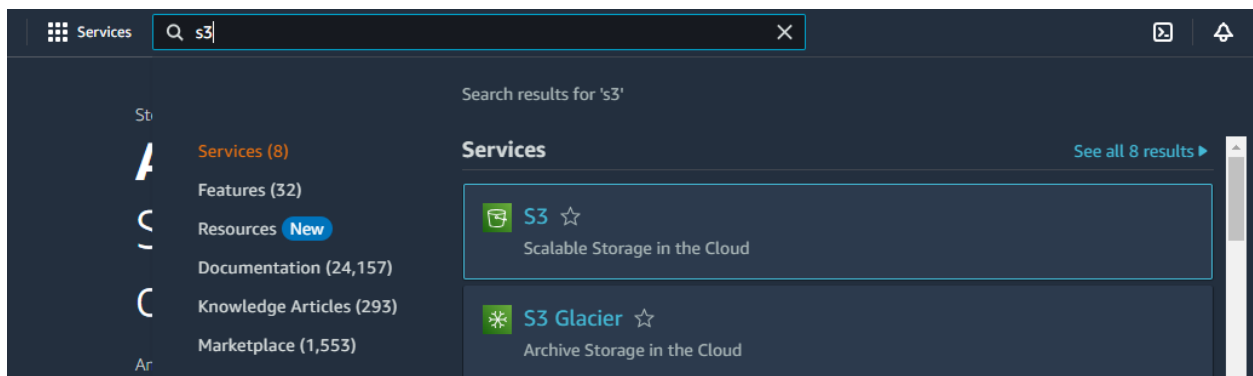 Services
s3
Search results for 's3'
Services (8)
Features (32)
Resources New
Documentation (24,157)
Knowledge Articles (293)
Marketplace (1,553)
Services
See all 8 results
S3
Scalable Storage in the Cloud
S3 Glacier
Archive Storage in the Cloud